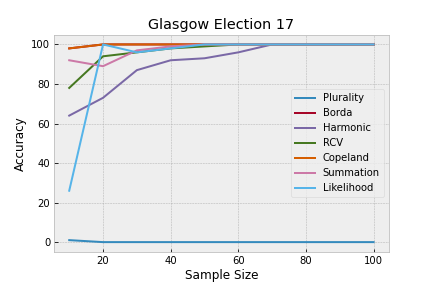 Glasgow Election 17
Accuracy
100
80
60
40
20
0
Plurality
Borda
Harmonic
RCV
Copeland
Summation
Likelihood
20 40 60 80 100
Sample Size